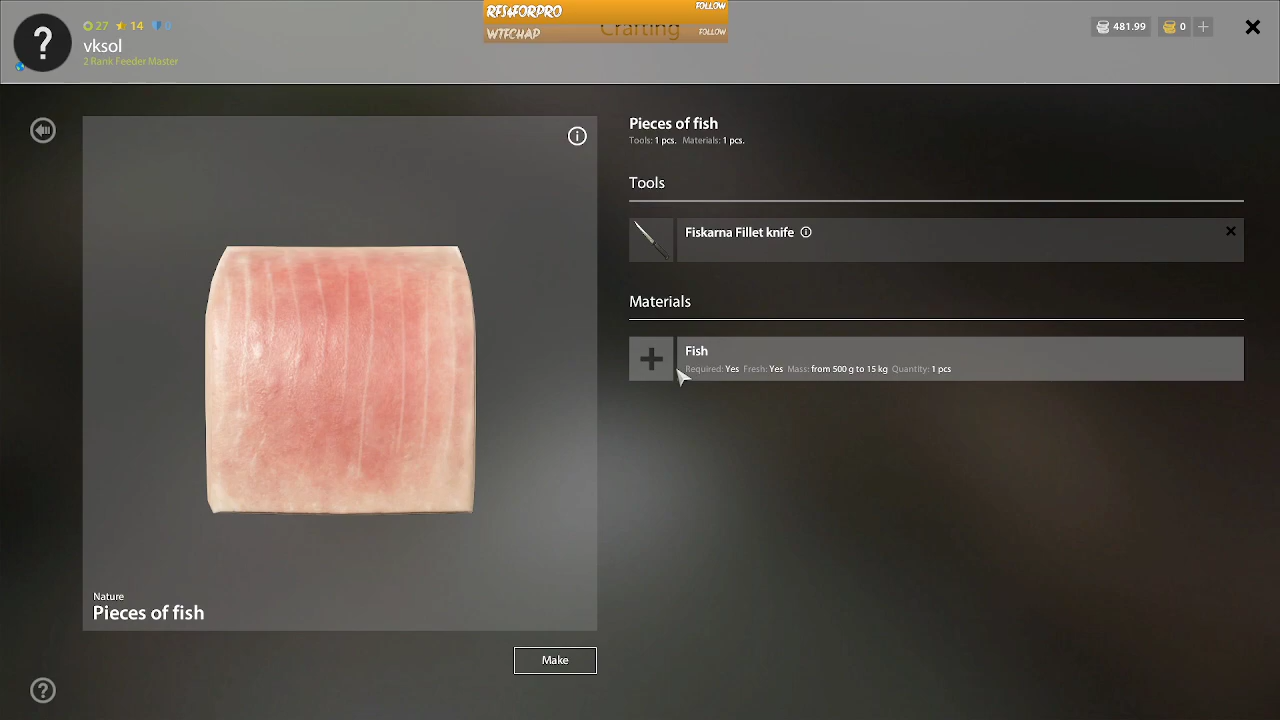 27 14 0
vksol
2 Rank Feeder Master
RFS4FORPRO FOLLOW
WTFCHAP FOLLOW
Crafting
481.99 0
Pieces of fish
Tools: 1 pcs. Materials: 1 pcs.
Tools
Fiskarna Fillet knife
Materials
Fish
Required: Yes Fresh: Yes Mass: from 500 g to 15 kg Quantity: 1 pcs
Nature
Pieces of fish
Make